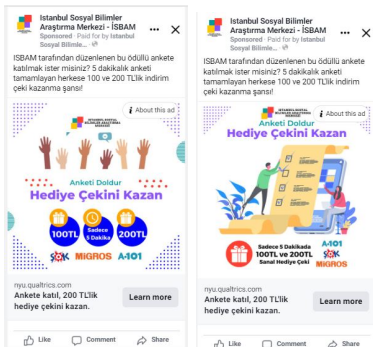 Istanbul Sosyal Bilimler
Araştırma Merkezi - İSBAM
Sponsored · Paid for by Istanbul
Sosyal Bilimle...
ISBAM tarafından düzenlenen bu ödüllü ankete
katılmak ister misiniz? 5 dakikalık anketi
tamamlayan herkese 100 ve 200 TL'lik indirim
çeki kazanma şansı!
About this ad
Anketi Doldur
Hediye Çekini Kazan
100TL
Sadece
5 Dakika
200TL
ŞOK MIGROS A-101
nyu.qualtrics.com
Ankete katıl, 200 TL'lik
hediye çeki kazan.
Learn more
Like Comment Share
Istanbul Sosyal Bilimler
Araştırma Merkezi - İSBAM
Sponsored · Paid for by Istanbul
Sosyal Bilimle...
ISBAM tarafından düzenlenen bu ödüllü ankete
katılmak ister misiniz? 5 dakikalık anketi
tamamlayan herkese 100 ve 200 TL'lik indirim
çeki kazanma şansı!
ISTANBUL SOSYAL
BİLİMLER ARAŞTIRMA
MERKEZİ
About this ad
Anketi Doldur
Hediye Çekini Kazan
Sadece 5 Dakikada
100TL ve 200TL
Sanal Hediye Çeki
A-101
ŞOK
MIGROS
nyu.qualtrics.com
Ankete katıl, 200 TL'lik
hediye çeki kazan.
Learn more
Like Comment Share